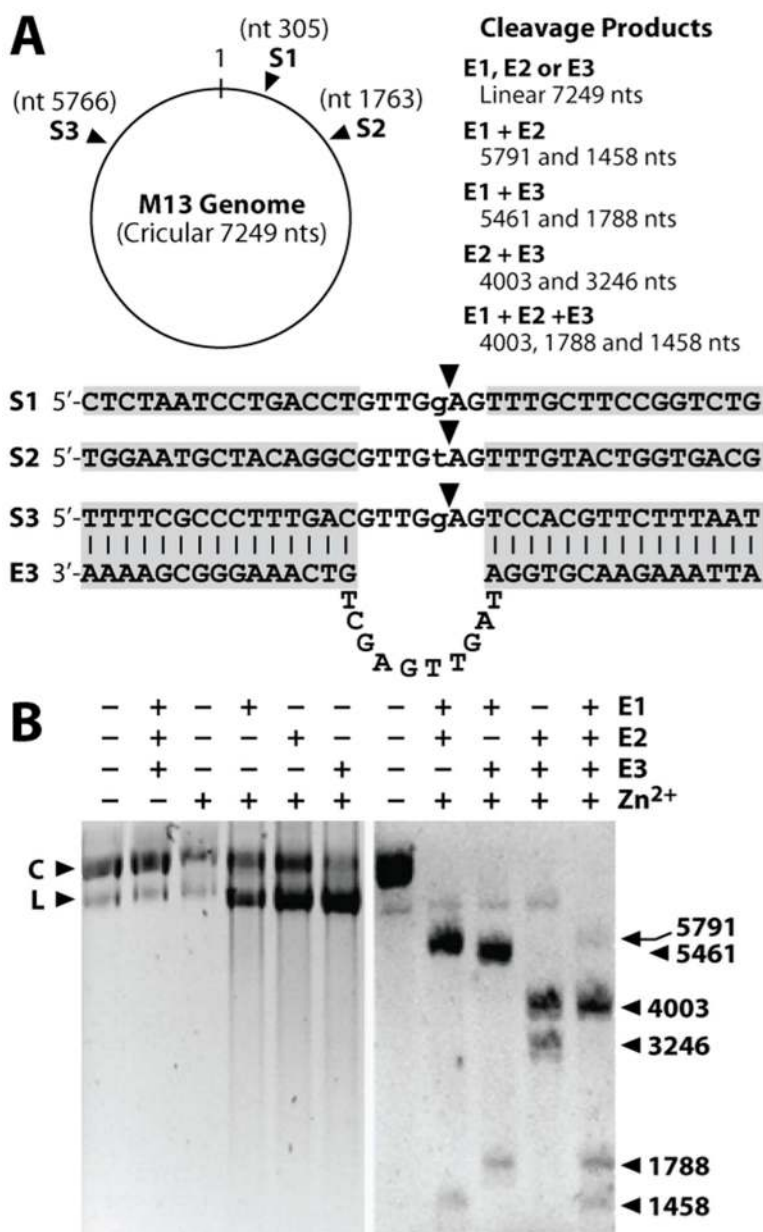 A
(nt 305)
1
S1
(nt 5766)
S3
(nt 1763)
S2
M13 Genome
(Cricular 7249 nts)
Cleavage Products
E1, E2 or E3
Linear 7249 nts
E1 + E2
5791 and 1458 nts
E1 + E3
5461 and 1788 nts
E2 + E3
4003 and 3246 nts
E1 + E2 +E3
4003, 1788 and 1458 nts
S1 5′-CTCTAATCCTGACCTGTTGgAGTTTGCTTCCGGTCTG
S2 5′-TGGAATGCTACAGGCGTTGtAGTTTGTACTGGTGACG
S3 5′-TTTTCGCCCTTTGACGTTGgAGTCCACGTTCTTTAAT
E3 3′-AAAAGCGGGAAACTG AGGTGCAAGAAATTA
TCGAGTTGAT
B
− + − + − − − + + − + E1
− + − − + − − + − + + E2
− + − − − + − − + + + E3
− − + + + + − + + + + Zn2+
C
L
5791
5461
4003
3246
1788
1458